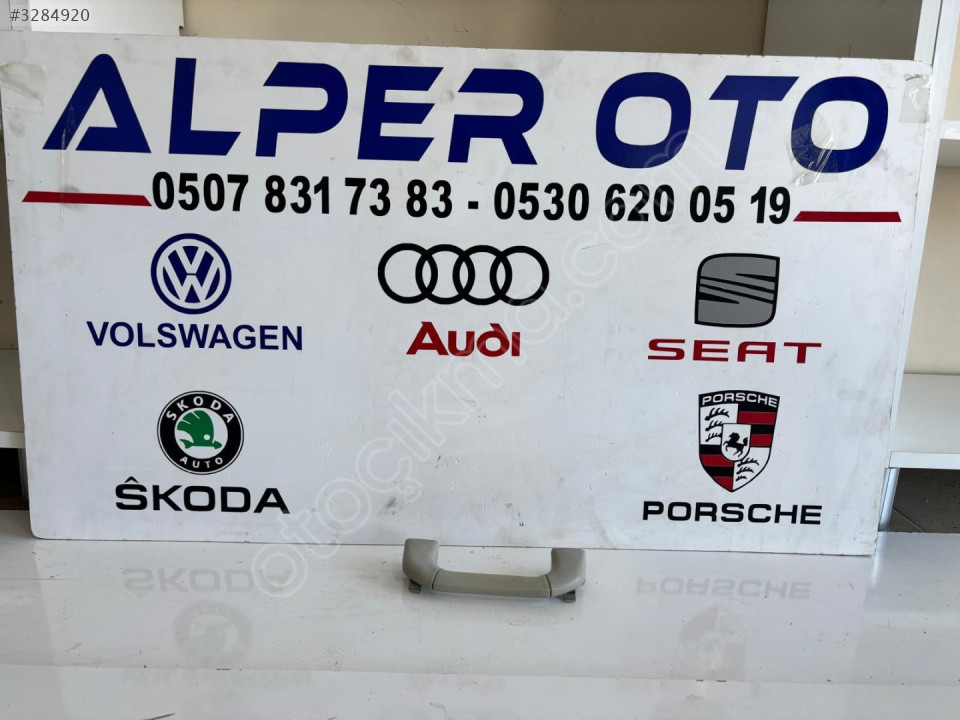 #3284920
ALPER OTO
0507 831 73 83 - 0530 620 05 19
VOLSWAGEN
Audi
SEAT
SKODA
AUTO
ŜKODA
PORSCHE
PORSCHE
otocikma.com